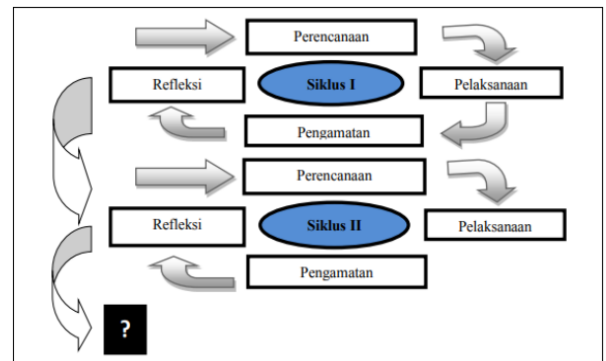 Perencanaan
Refleksi
Siklus I
Pelaksanaan
Pengamatan
Perencanaan
Refleksi
Siklus II
Pelaksanaan
Pengamatan
?